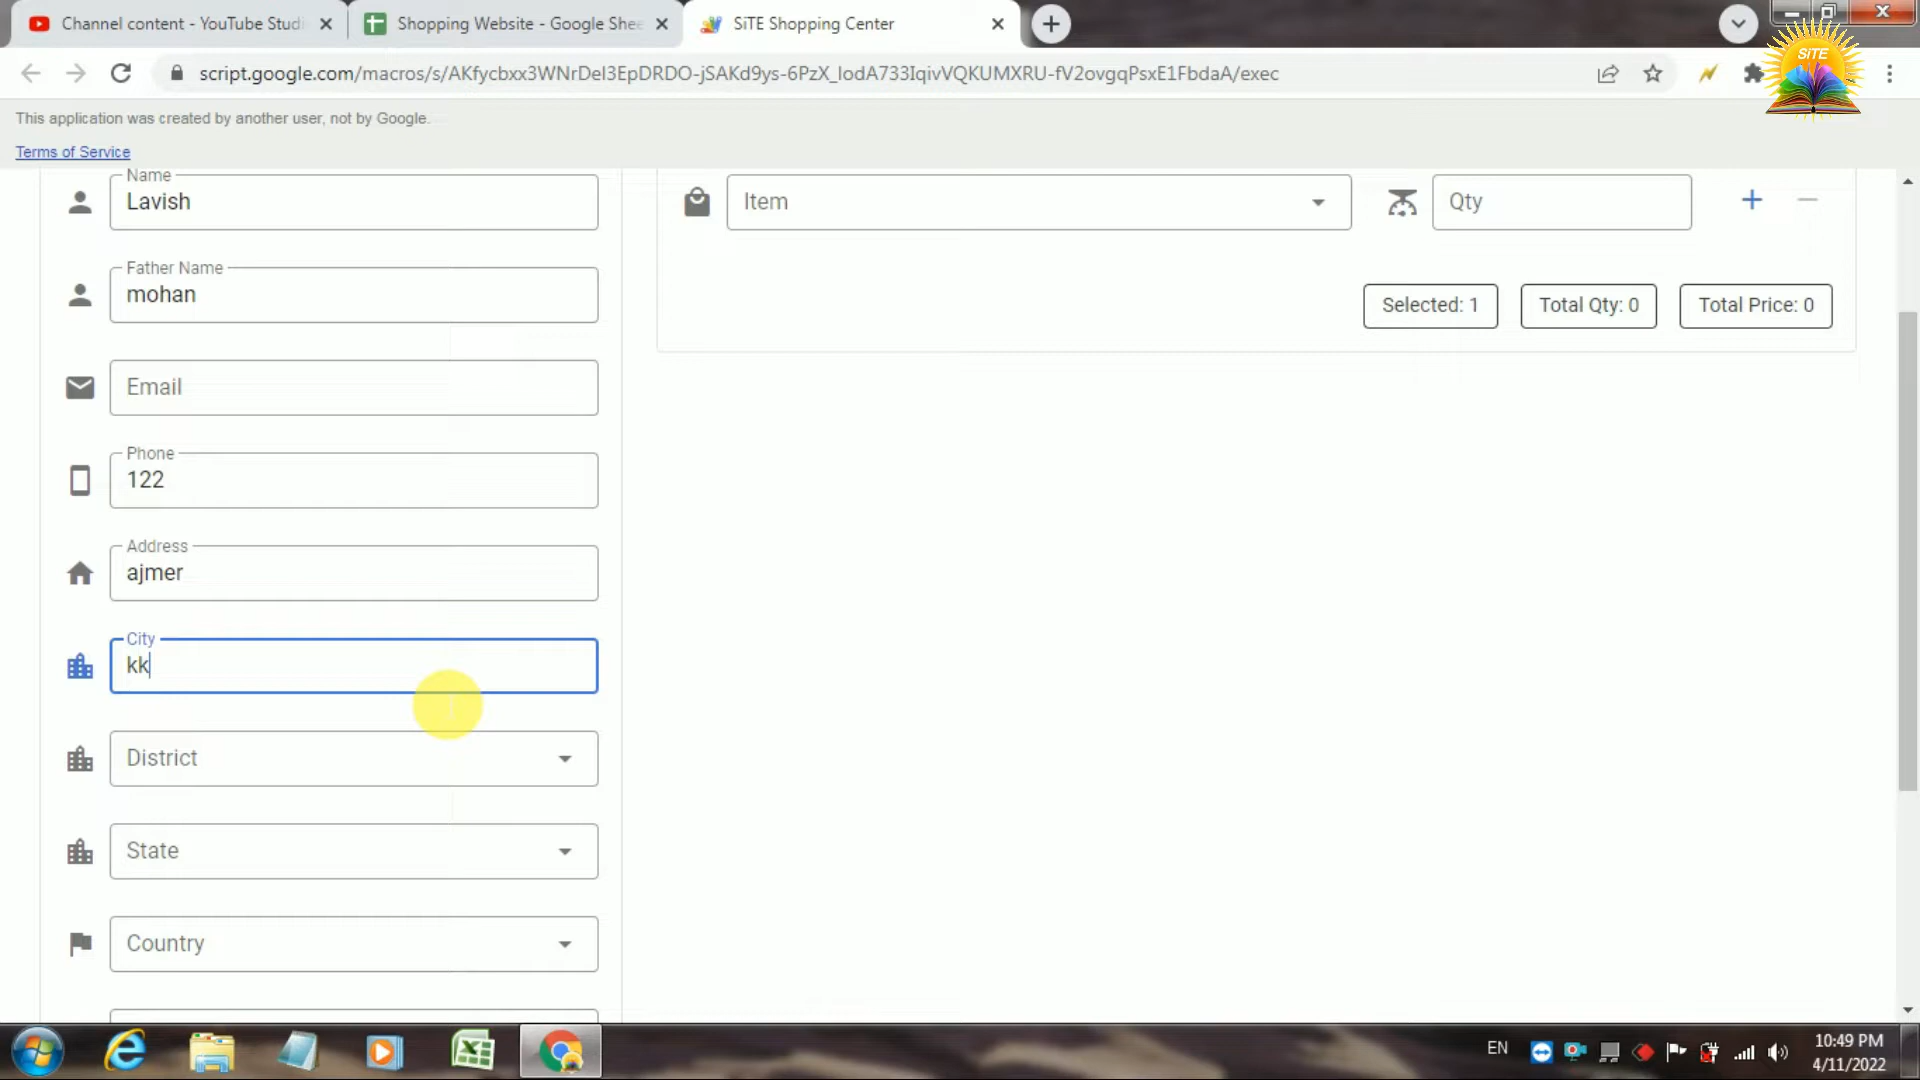 Channel content - YouTube Studi
Shopping Website - Google Shee
SiTE Shopping Center
SiTE
script.google.com/macros/s/AKfycbxx3WNrDel3EpDRDO-jSAKd9ys-6PzX_lodA733IqivVQKUMXRU-fV2ovgqPsxE1FbdaA/exec
This application was created by another user, not by Google.
Terms of Service
Name
Lavish
Item
Qty
Father Name
mohan
Selected: 1
Total Qty: 0
Total Price: 0
Email
Phone
122
Address
ajmer
City
kk
District
State
Country
EN
10:49 PM
4/11/2022